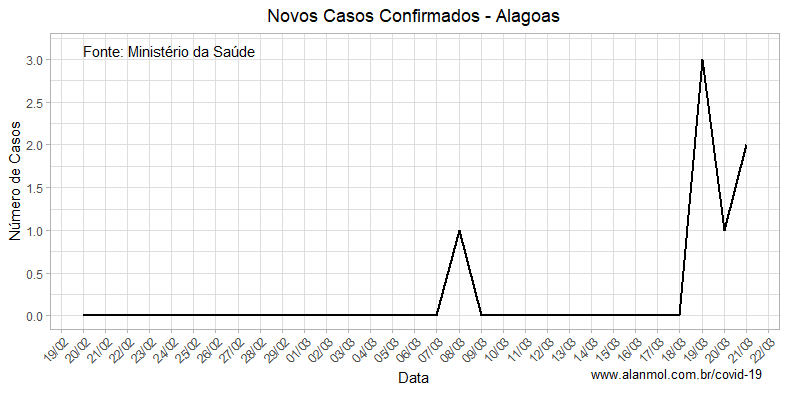 Novos Casos Confirmados - Alagoas
Fonte: Ministério da Saúde
Número de Casos
3.0
2.5
2.0
1.5
1.0
0.5
0.0
19/02 20/02 21/02 22/02 23/02 24/02 25/02 26/02 27/02 28/02 29/02 01/03 02/03 03/03 04/03 05/03 06/03 07/03 08/03 09/03 10/03 11/03 12/03 13/03 14/03 15/03 16/03 17/03 18/03 19/03 20/03 21/03 22/03
Data
www.alanmol.com.br/covid-19